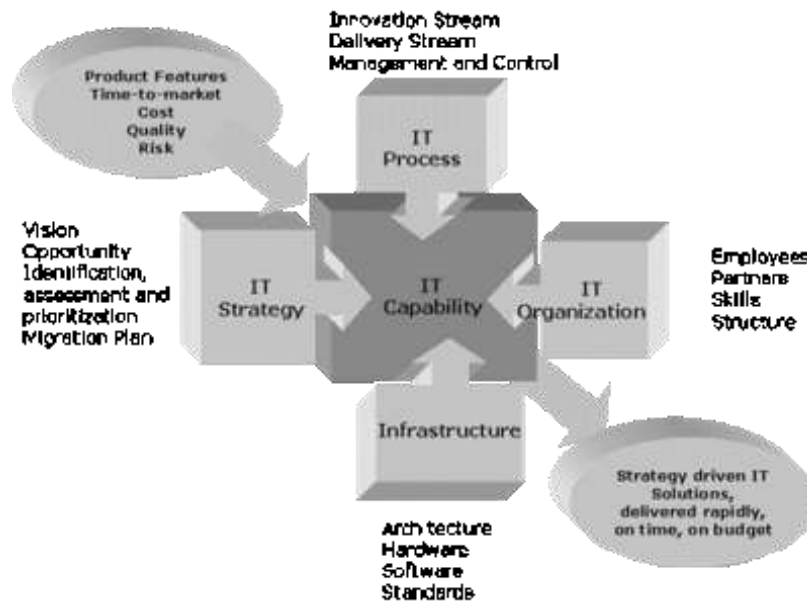 Innovation Stream
Delivery Stream
Management and Control
Product Features
Time-to-market
Cost
Quality
Risk
IT
Process
Vision
Opportunity
Identification,
assessment and
prioritization
Migration Plan
IT
Strategy
IT
Capability
IT
Organization
Employees
Partners
Skills
Structure
Infrastructure
Strategy driven IT
Solutions,
delivered rapidly,
on time, on budget
Architecture
Hardware
Software
Standards